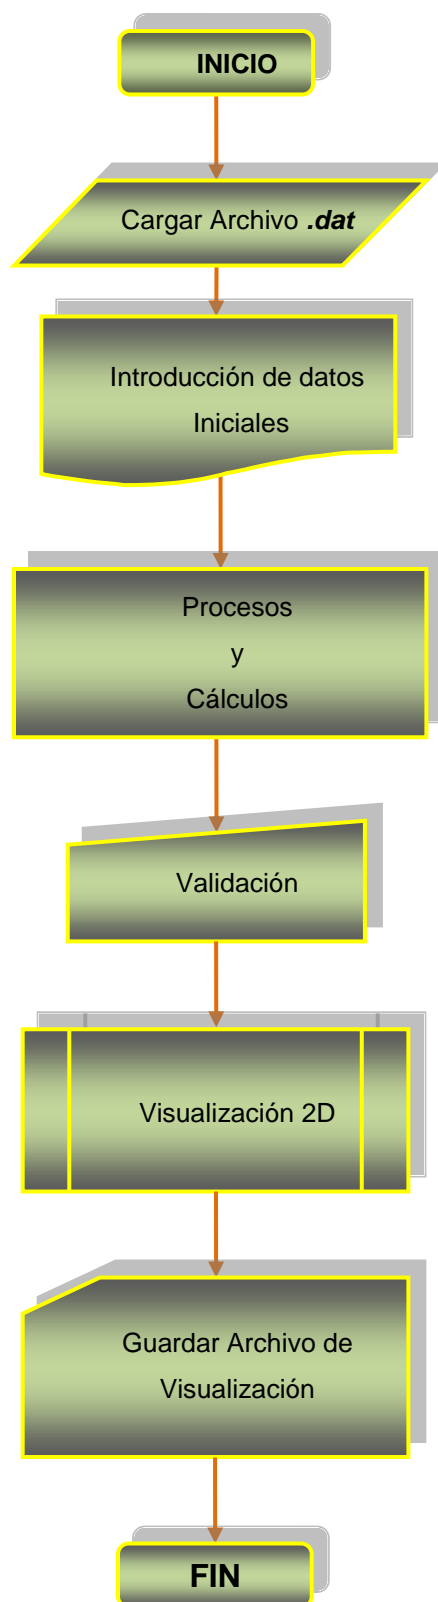 INICIO
Cargar Archivo .dat
Introducción de datos
Iniciales
Procesos
y
Cálculos
Validación
Visualización 2D
Guardar Archivo de
Visualización
FIN